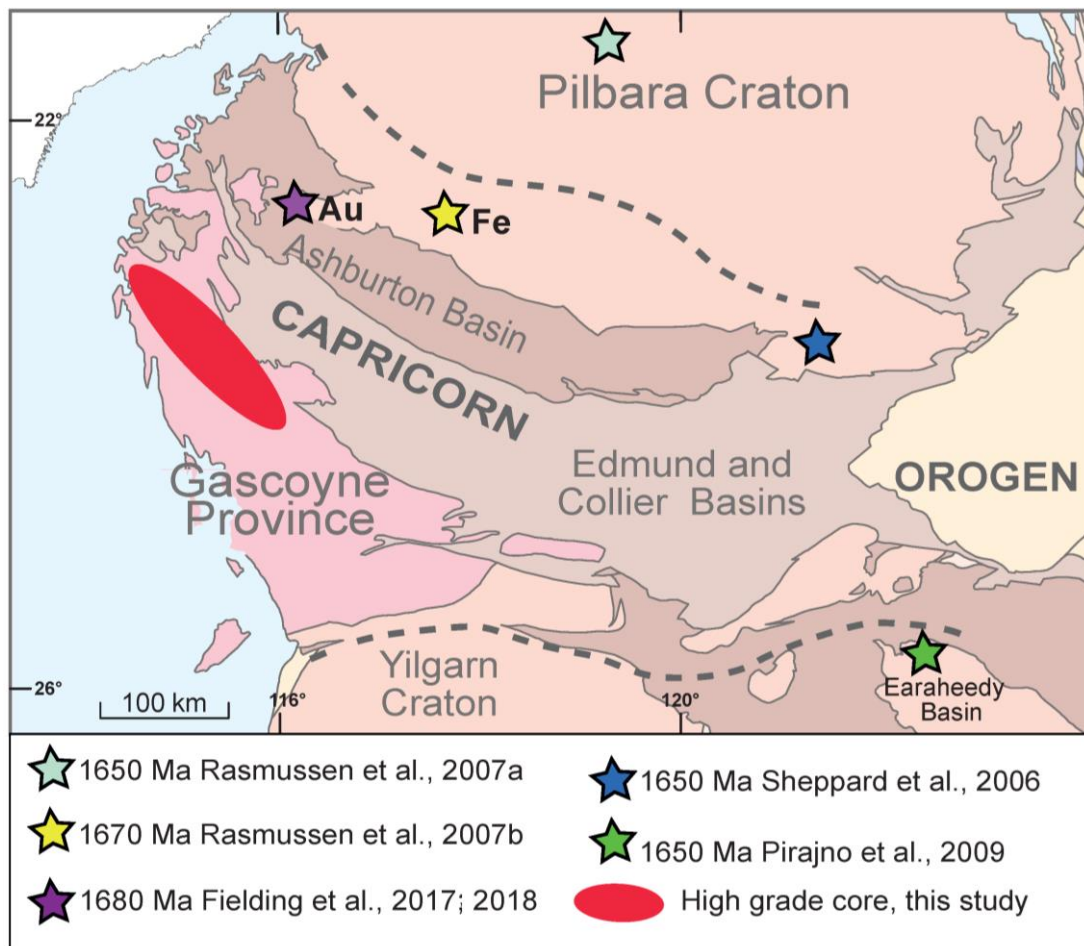 Pilbara Craton
22°
Au
Fe
Ashburton Basin
CAPRICORN
Edmund and
Collier Basins
OROGEN
Gascoyne
Province
Yilgarn
Craton
26°
100 km
116°
120°
Earaheedy
Basin
1650 Ma Rasmussen et al., 2007a
1670 Ma Rasmussen et al., 2007b
1680 Ma Fielding et al., 2017; 2018
1650 Ma Sheppard et al., 2006
1650 Ma Pirajno et al., 2009
High grade core, this study